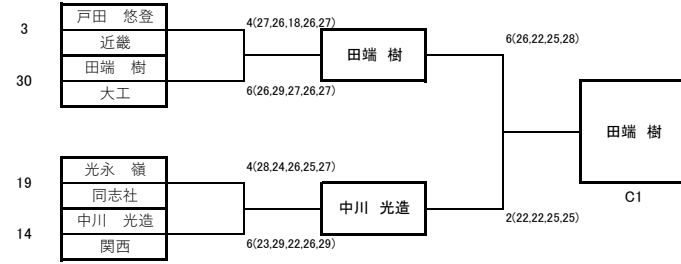 3
戸田　悠登
近畿
4(27,26,18,26,27)
30
田端　樹
大工
6(26,29,27,26,27)
田端 樹
6(26,22,25,28)
19
光永　嶺
同志社
4(28,24,26,25,27)
14
中川　光造
関西
6(23,29,22,26,29)
中川 光造
2(22,22,25,25)
田端 樹
C1